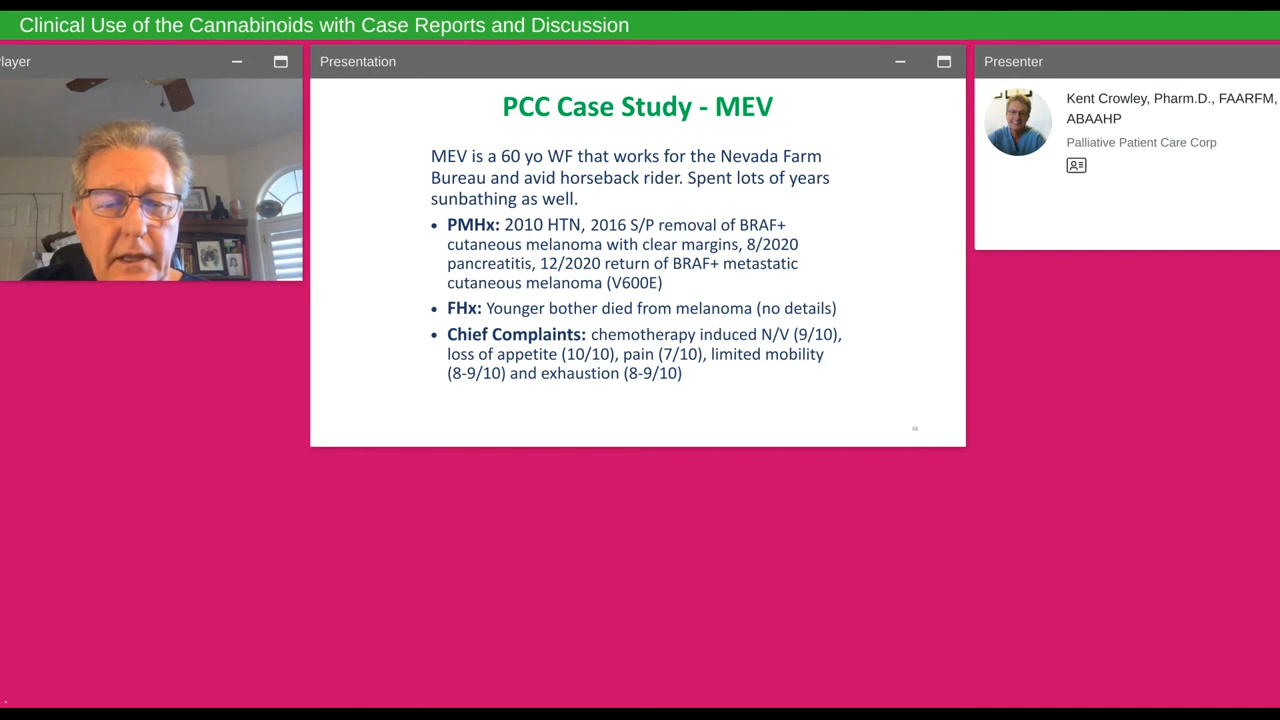 Clinical Use of the Cannabinoids with Case Reports and Discussion
layer
Presentation
Presenter
PCC Case Study - MEV
MEV is a 60 yo WF that works for the Nevada Farm
Bureau and avid horseback rider. Spent lots of years
sunbathing as well.
• PMHx: 2010 HTN, 2016 S/P removal of BRAF+
cutaneous melanoma with clear margins, 8/2020
pancreatitis, 12/2020 return of BRAF+ metastatic
cutaneous melanoma (V600E)
• FHx: Younger bother died from melanoma (no details)
• Chief Complaints: chemotherapy induced N/V (9/10),
loss of appetite (10/10), pain (7/10), limited mobility
(8-9/10) and exhaustion (8-9/10)
Kent Crowley, Pharm.D., FAARFM,
ABAAHP
Palliative Patient Care Corp